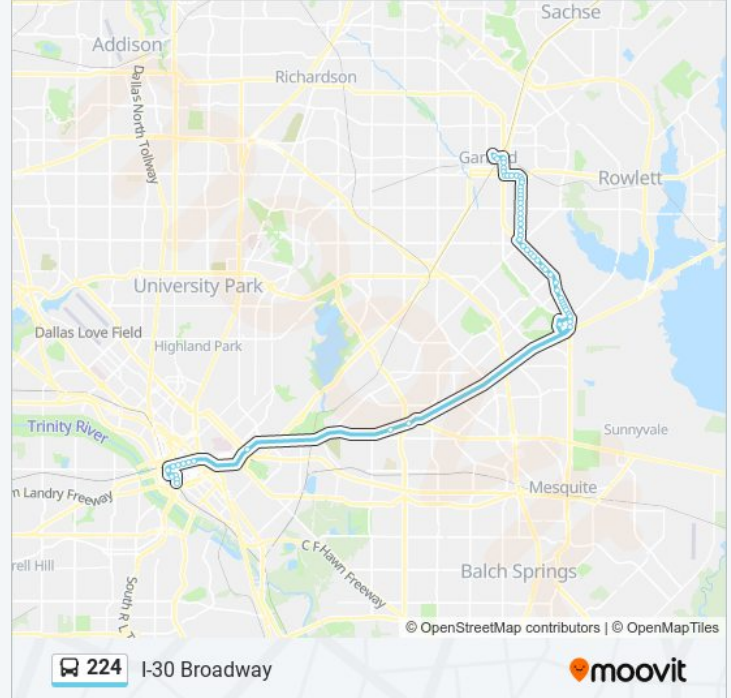 Sachse
Addison
Richardson
Dallas North Tollway
Garland
Rowlett
University Park
Dallas Love Field
Highland Park
Trinity River
Sunnyvale
m Landry Freeway
Mesquite
C F Hawn Freeway
rell Hill
Balch Springs
South R L T
© OpenStreetMap contributors | © OpenMapTiles
224 I-30 Broadway
moovit